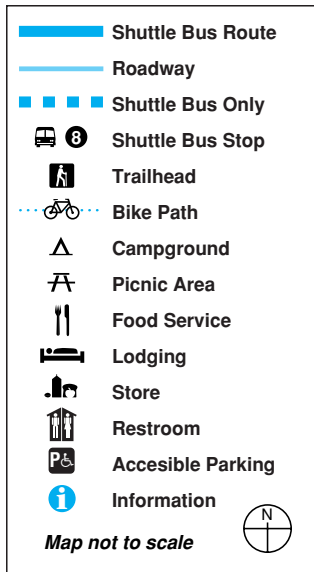 Shuttle Bus Route
Roadway
Shuttle Bus Only
8 Shuttle Bus Stop
Trailhead
Bike Path
Campground
Picnic Area
Food Service
Lodging
Store
Restroom
P Accesible Parking
i Information
N
Map not to scale